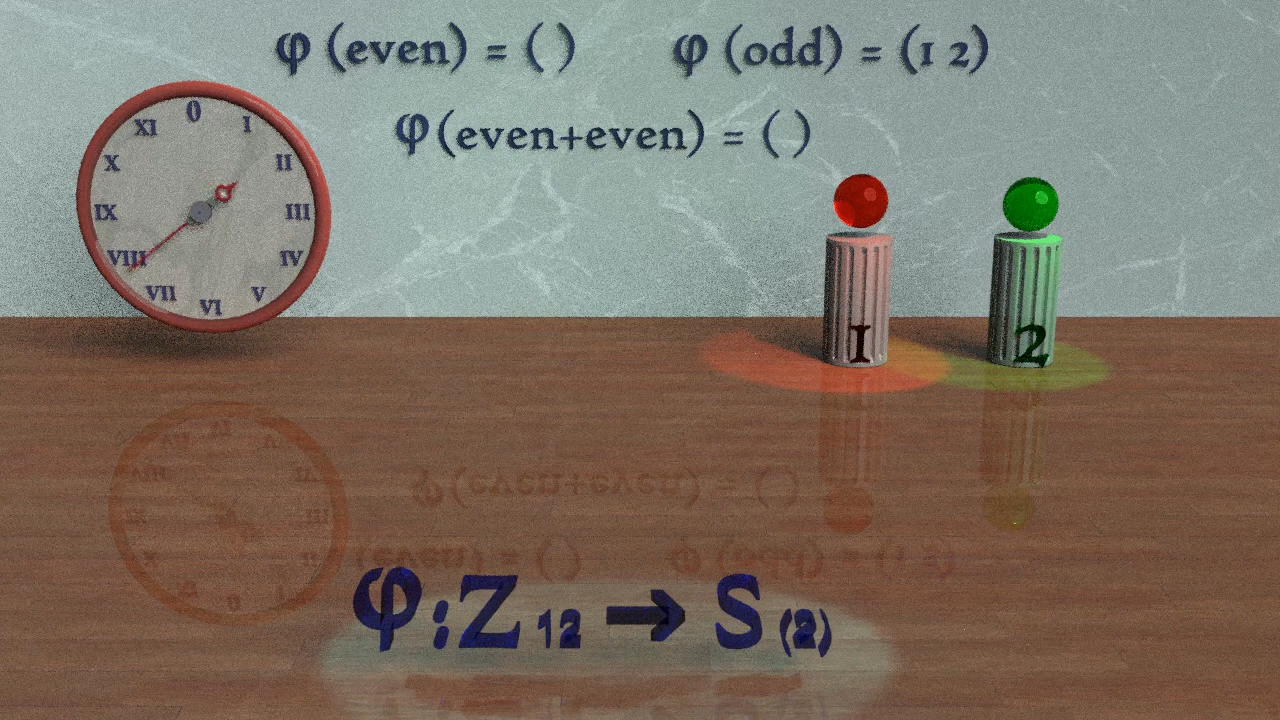 φ (even) = ( ) φ (odd) = (1 2)
φ (even+even) = ( )
0
I
II
III
IV
V
VI
VII
VIII
IX
X
XI
1 2
φ:Z 12 → S (2)